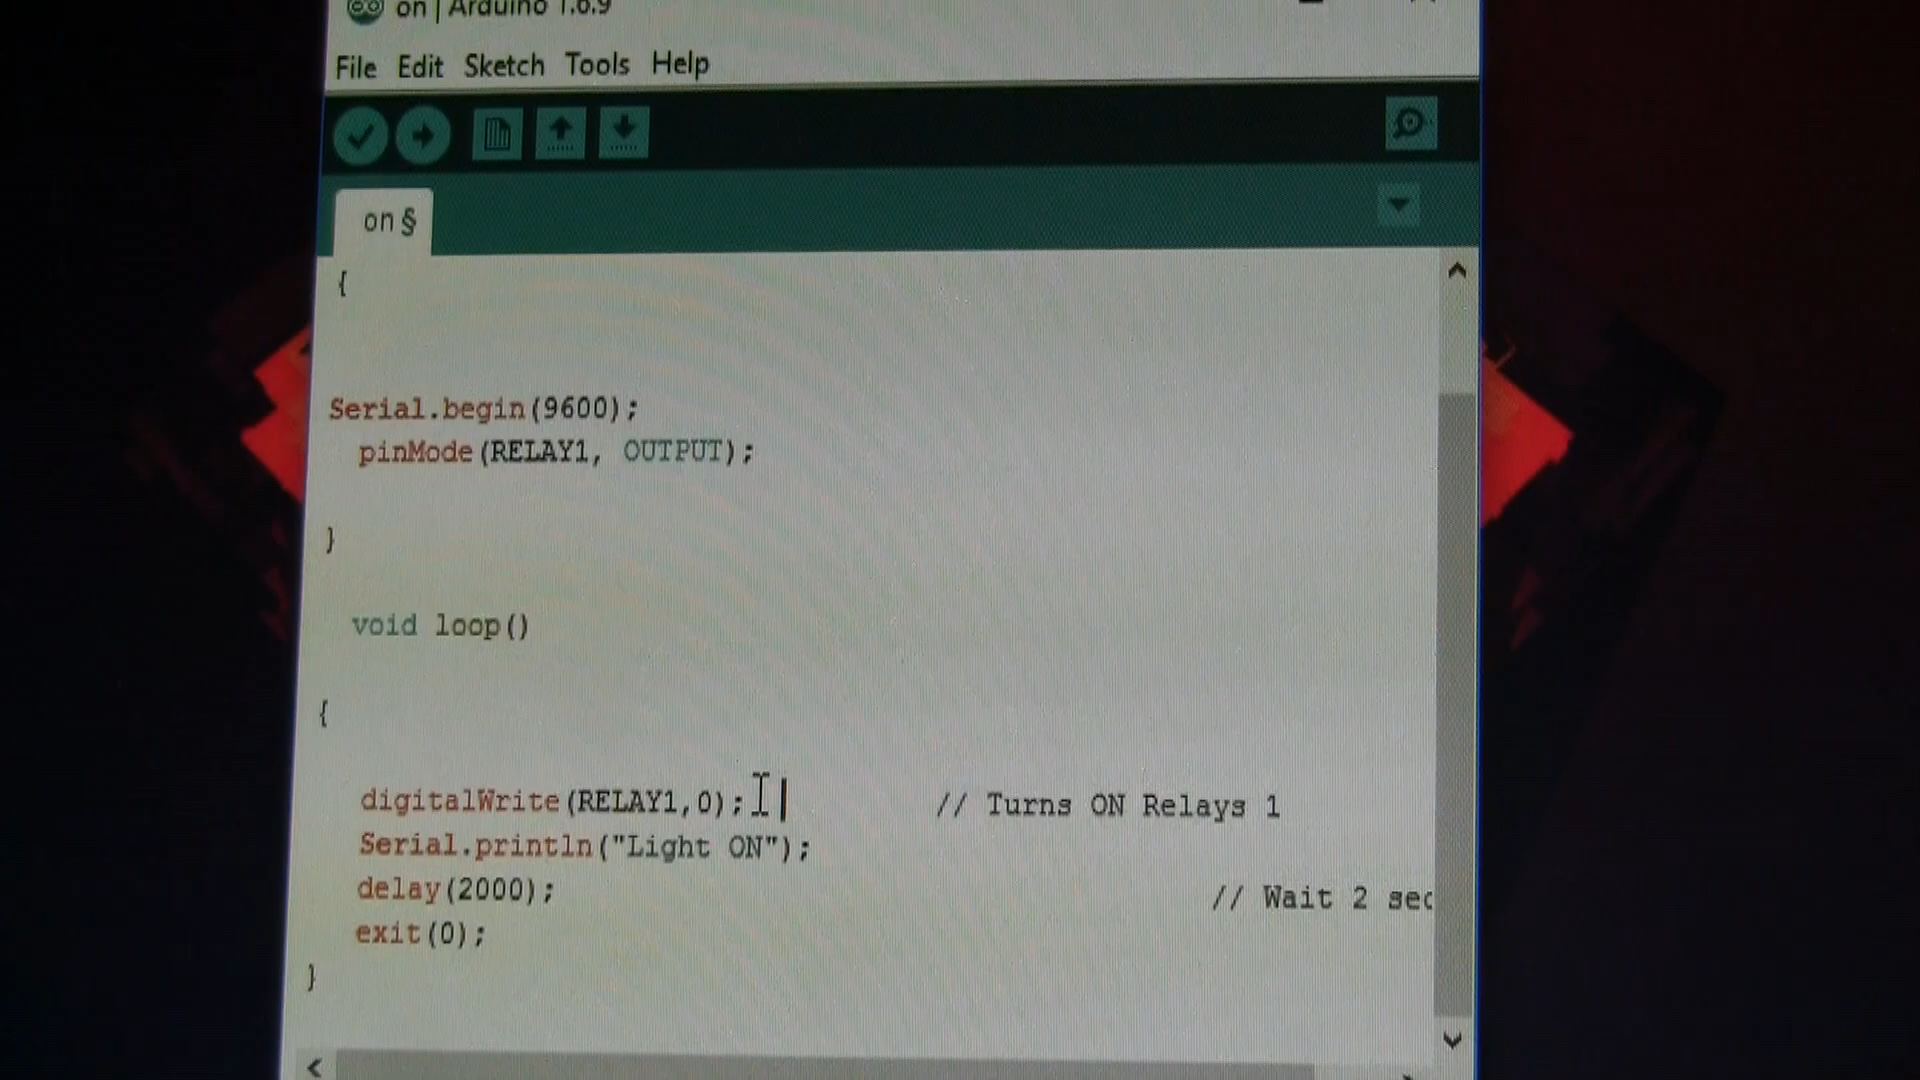 on | Arduino 1.6.9
File Edit Sketch Tools Help
on §
{
Serial.begin(9600);
pinMode(RELAY1, OUTPUT);
}
void loop()
{
digitalWrite(RELAY1,0); // Turns ON Relays 1
Serial.println("Light ON");
delay(2000); // Wait 2 sec
exit(0);
}